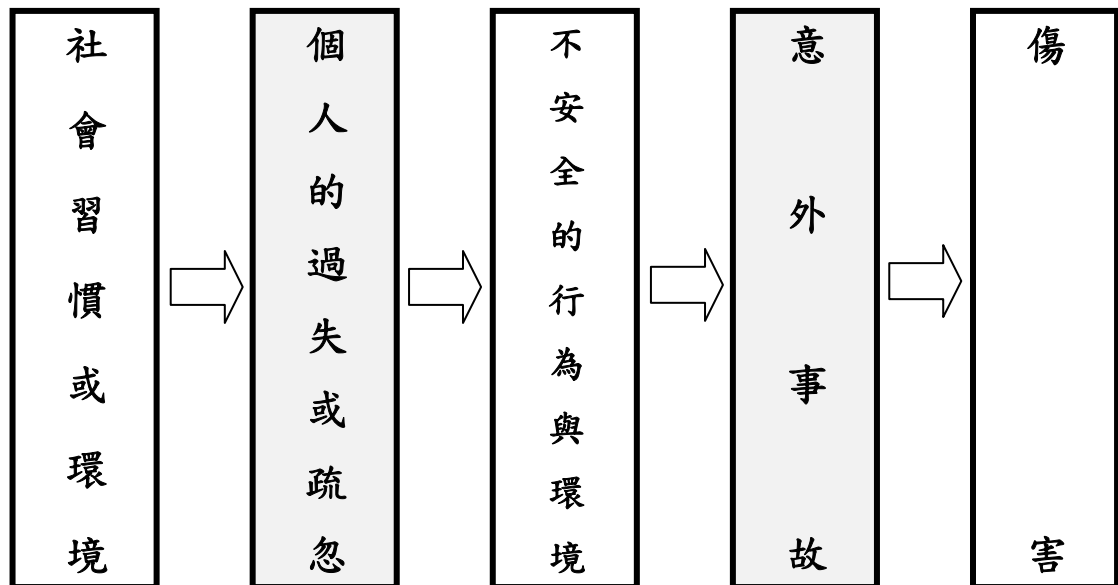 社會習慣或環境
個人的過失或疏忽
不安全的行為與環境
意外事故
傷害